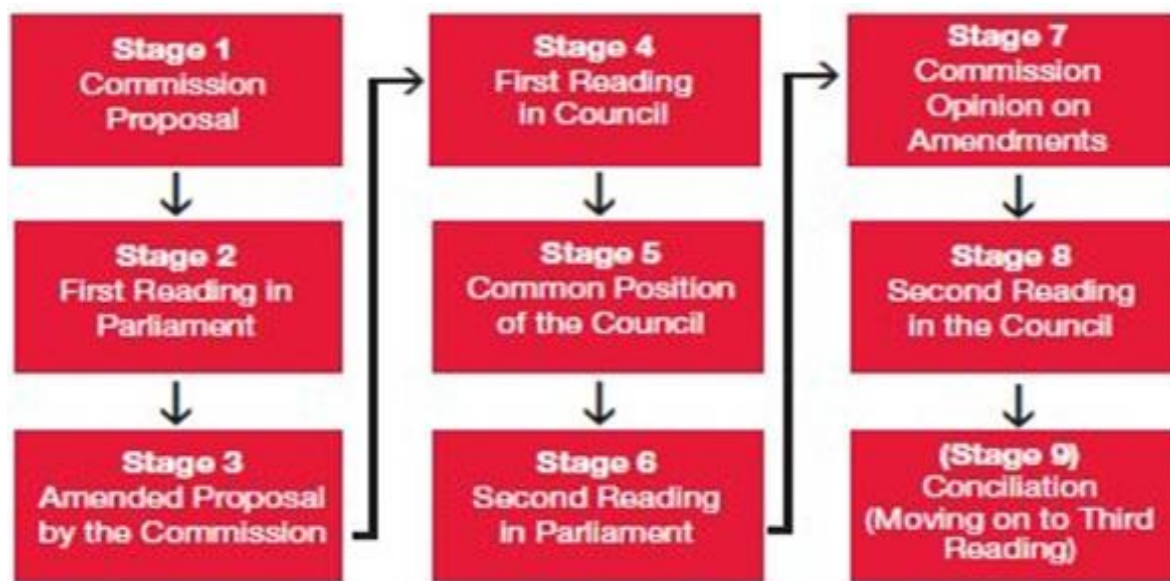 Stage 1
Commission
Proposal
Stage 2
First Reading in
Parliament
Stage 3
Amended Proposal
by the Commission
Stage 4
First Reading
in Council
Stage 5
Common Position
of the Council
Stage 6
Second Reading
in Parliament
Stage 7
Commission
Opinion on
Amendments
Stage 8
Second Reading
in the Council
(Stage 9)
Conciliation
(Moving on to Third
Reading)